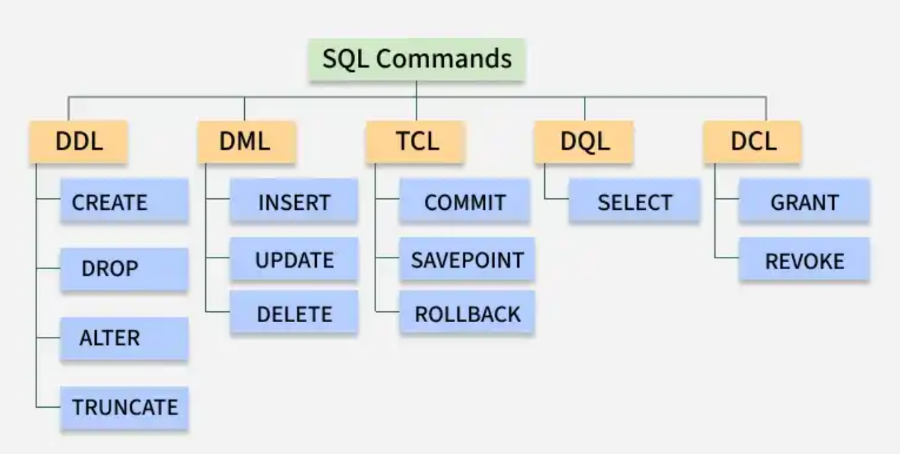 SQL Commands
DDL
DML
TCL
DQL
DCL
CREATE
DROP
ALTER
TRUNCATE
INSERT
UPDATE
DELETE
COMMIT
SAVEPOINT
ROLLBACK
SELECT
GRANT
REVOKE